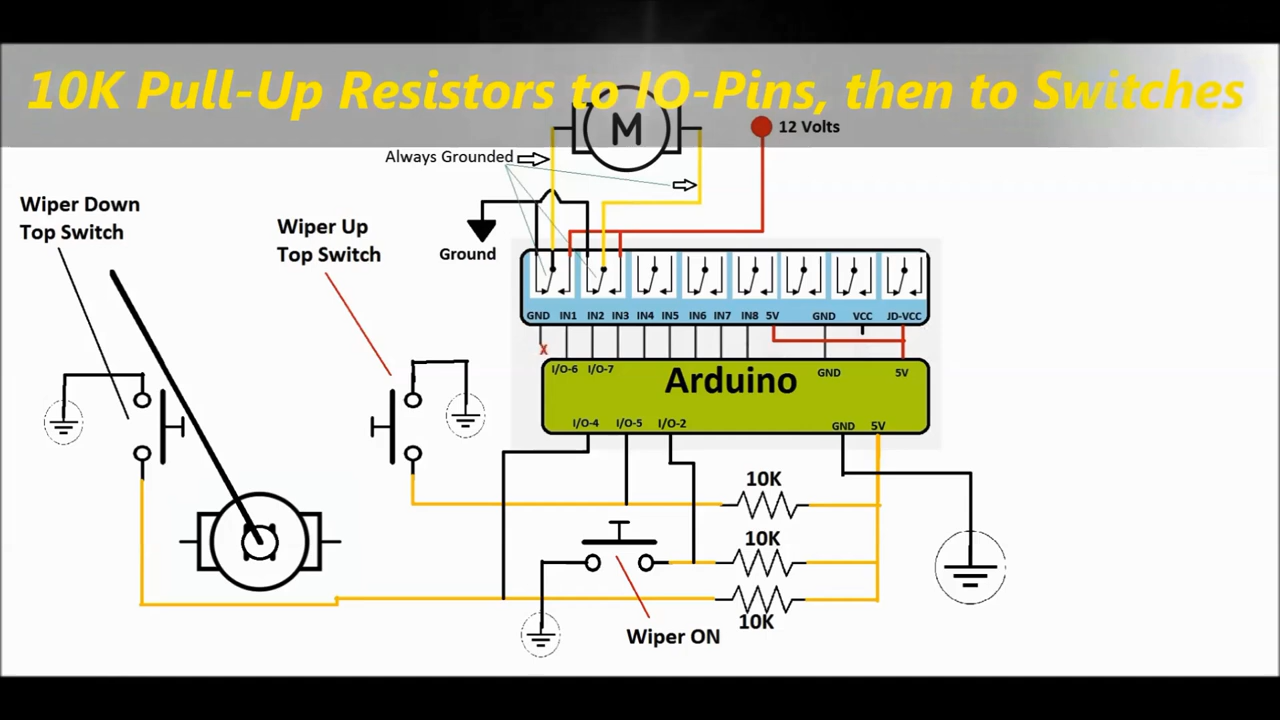 10K Pull-Up Resistors to IO-Pins, then to Switches
M
12 Volts
Always Grounded
Wiper Down
Top Switch
Wiper Up
Top Switch
Ground
GND IN1 IN2 IN3 IN4 IN5 IN6 IN7 IN8 5V GND VCC JD-VCC
X
I/O-6 I/O-7 GND 5V
Arduino
I/O-4 I/O-5 I/O-2 GND 5V
10K
10K
10K
Wiper ON